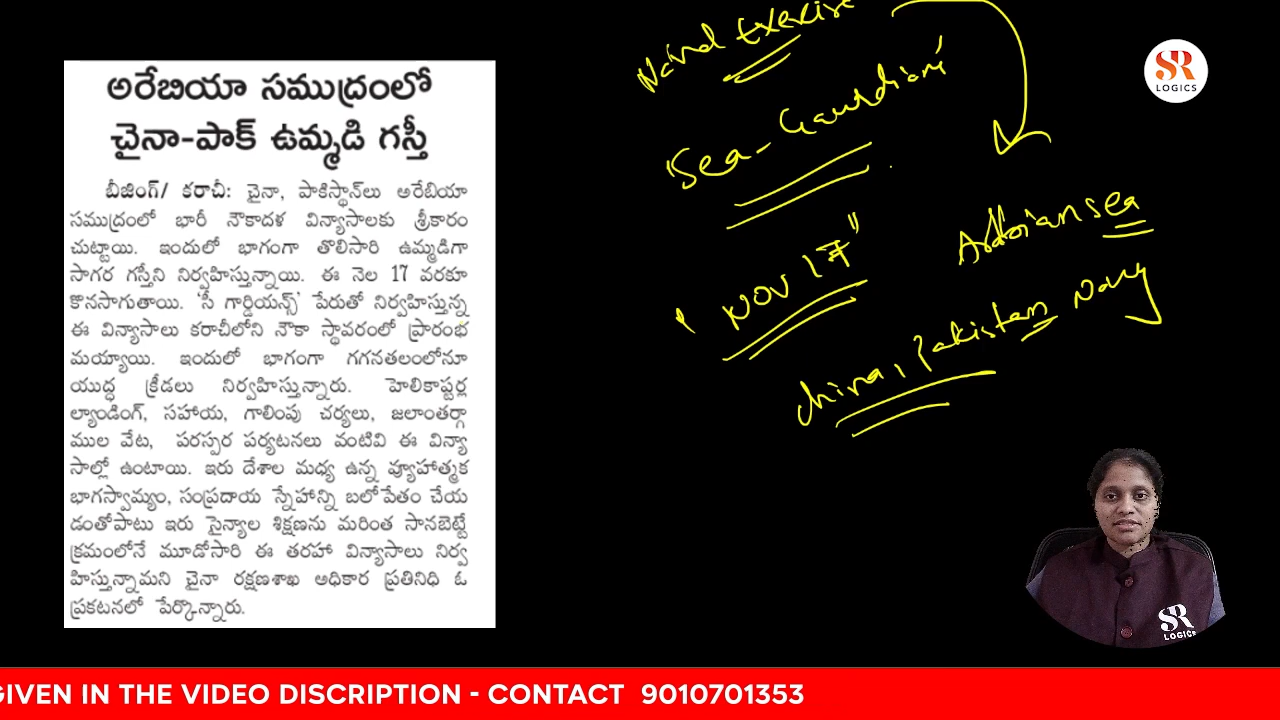 అరేబియా సముద్రంలో
చైనా-పాక్ ఉమ్మడి గస్తీ
బీజింగ్/ కరాచీ: చైనా, పాకిస్థాన్‌లు అరేబియా
సముద్రంలో భారీ నౌకాదళ విన్యాసాలకు శ్రీకారం
చుట్టాయి. ఇందులో భాగంగా తొలిసారి ఉమ్మడిగా
సాగర గస్తీని నిర్వహిస్తున్నాయి. ఈ నెల 17 వరకూ
కొనసాగుతాయి. 'సీ గార్డియన్స్' పేరుతో నిర్వహిస్తున్న
ఈ విన్యాసాలు కరాచీలోని నౌకా స్థావరంలో ప్రారంభ
మయ్యాయి. ఇందులో భాగంగా గగనతలంలోనూ
యుద్ధ క్రీడలు నిర్వహిస్తున్నారు. హెలికాప్టర్ల
ల్యాండింగ్, సహాయ, గాలింపు చర్యలు, జలాంతర్గా
ముల వేట, పరస్పర పర్యటనలు వంటివి ఈ విన్యా
సాల్లో ఉంటాయి. ఇరు దేశాల మధ్య ఉన్న వ్యూహాత్మక
భాగస్వామ్యం, సంప్రదాయ స్నేహాన్ని బలోపేతం చేయ
డంతోపాటు ఇరు సైన్యాల శిక్షణను మరింత సానబెట్టే
క్రమంలోనే మూడోసారి ఈ తరహా విన్యాసాలు నిర్వ
హిస్తున్నామని చైనా రక్షణశాఖ అధికార ప్రతినిధి ఓ
ప్రకటనలో పేర్కొన్నారు.
Exercise
Sea-
"Nov 17"
sea
china, Pakistan Navy
SR
LOGICS
SR
LOGICS
GIVEN IN THE VIDEO DISCRIPTION - CONTACT 9010701353